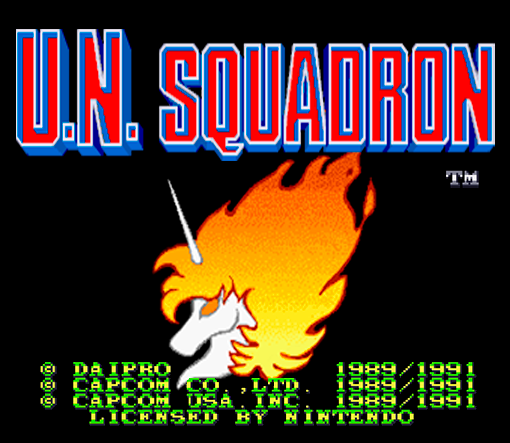 U.N. SQUADRON
TM
© DAIPRO 1989/1991
© CAPCOM CO.,LTD. 1989/1991
© CAPCOM USA.INC. 1989/1991
LICENSED BY NINTENDO